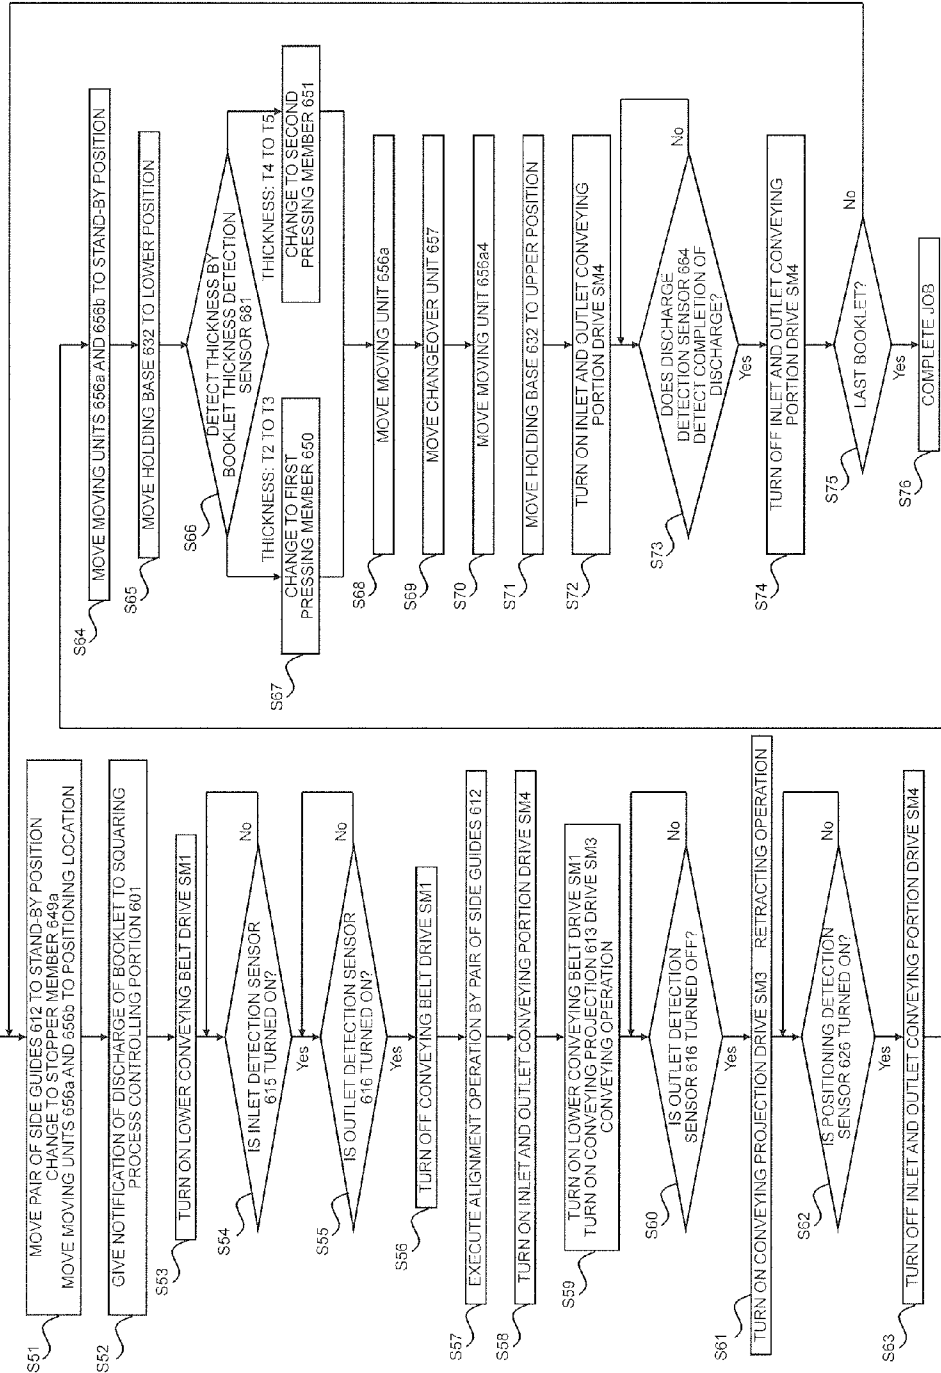 S51
MOVE PAIR OF SIDE GUIDES 612 TO STAND-BY POSITION
CHANGE TO STOPPER MEMBER 649a
MOVE MOVING UNITS 656a AND 656b TO POSITIONING LOCATION
S52
GIVE NOTIFICATION OF DISCHARGE OF BOOKLET TO SQUARING
PROCESS CONTROLLING PORTION 601
S53
TURN ON LOWER CONVEYING BELT DRIVE SM1
S54
IS INLET DETECTION SENSOR
615 TURNED ON?
No
Yes
S55
IS OUTLET DETECTION SENSOR
616 TURNED ON?
No
Yes
S56
TURN OFF CONVEYING BELT DRIVE SM1
S57
EXECUTE ALIGNMENT OPERATION BY PAIR OF SIDE GUIDES 612
S58
TURN ON INLET AND OUTLET CONVEYING PORTION DRIVE SM4
S59
TURN ON LOWER CONVEYING BELT DRIVE SM1
TURN ON CONVEYING PROJECTION 613 DRIVE SM3
CONVEYING OPERATION
S60
IS OUTLET DETECTION
SENSOR 616 TURNED OFF?
No
Yes
S61
TURN ON CONVEYING PROJECTION DRIVE SM3 RETRACTING OPERATION
S62
IS POSITIONING DETECTION
SENSOR 626 TURNED ON?
No
Yes
S63
TURN OFF INLET AND OUTLET CONVEYING PORTION DRIVE SM4
S64
MOVE MOVING UNITS 656a AND 656b TO STAND-BY POSITION
S65
MOVE HOLDING BASE 632 TO LOWER POSITION
S66
DETECT THICKNESS BY
BOOKLET THICKNESS DETECTION
SENSOR 681
THICKNESS: T2 TO T3
THICKNESS: T4 TO T5
S67
CHANGE TO FIRST
PRESSING MEMBER 650
CHANGE TO SECOND
PRESSING MEMBER 651
S68
MOVE MOVING UNIT 656a
S69
MOVE CHANGEOVER UNIT 657
S70
MOVE MOVING UNIT 656a4
S71
MOVE HOLDING BASE 632 TO UPPER POSITION
S72
TURN ON INLET AND OUTLET CONVEYING
PORTION DRIVE SM4
S73
DOES DISCHARGE
DETECTION SENSOR 664
DETECT COMPLETION OF
DISCHARGE?
No
Yes
S74
TURN OFF INLET AND OUTLET CONVEYING
PORTION DRIVE SM4
S75
LAST BOOKLET?
No
Yes
S76
COMPLETE JOB